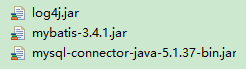 log4j.jar
mybatis-3.4.1.jar
mysql-connector-java-5.1.37-bin.jar